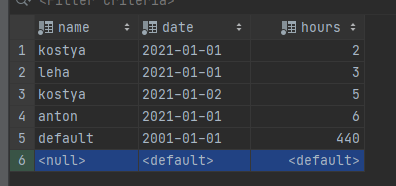 <Filter Criteria>
name date hours
1 kostya 2021-01-01 2
2 leha 2021-01-01 3
3 kostya 2021-01-02 5
4 anton 2021-01-01 6
5 default 2001-01-01 440
6 <null> <default> <default>